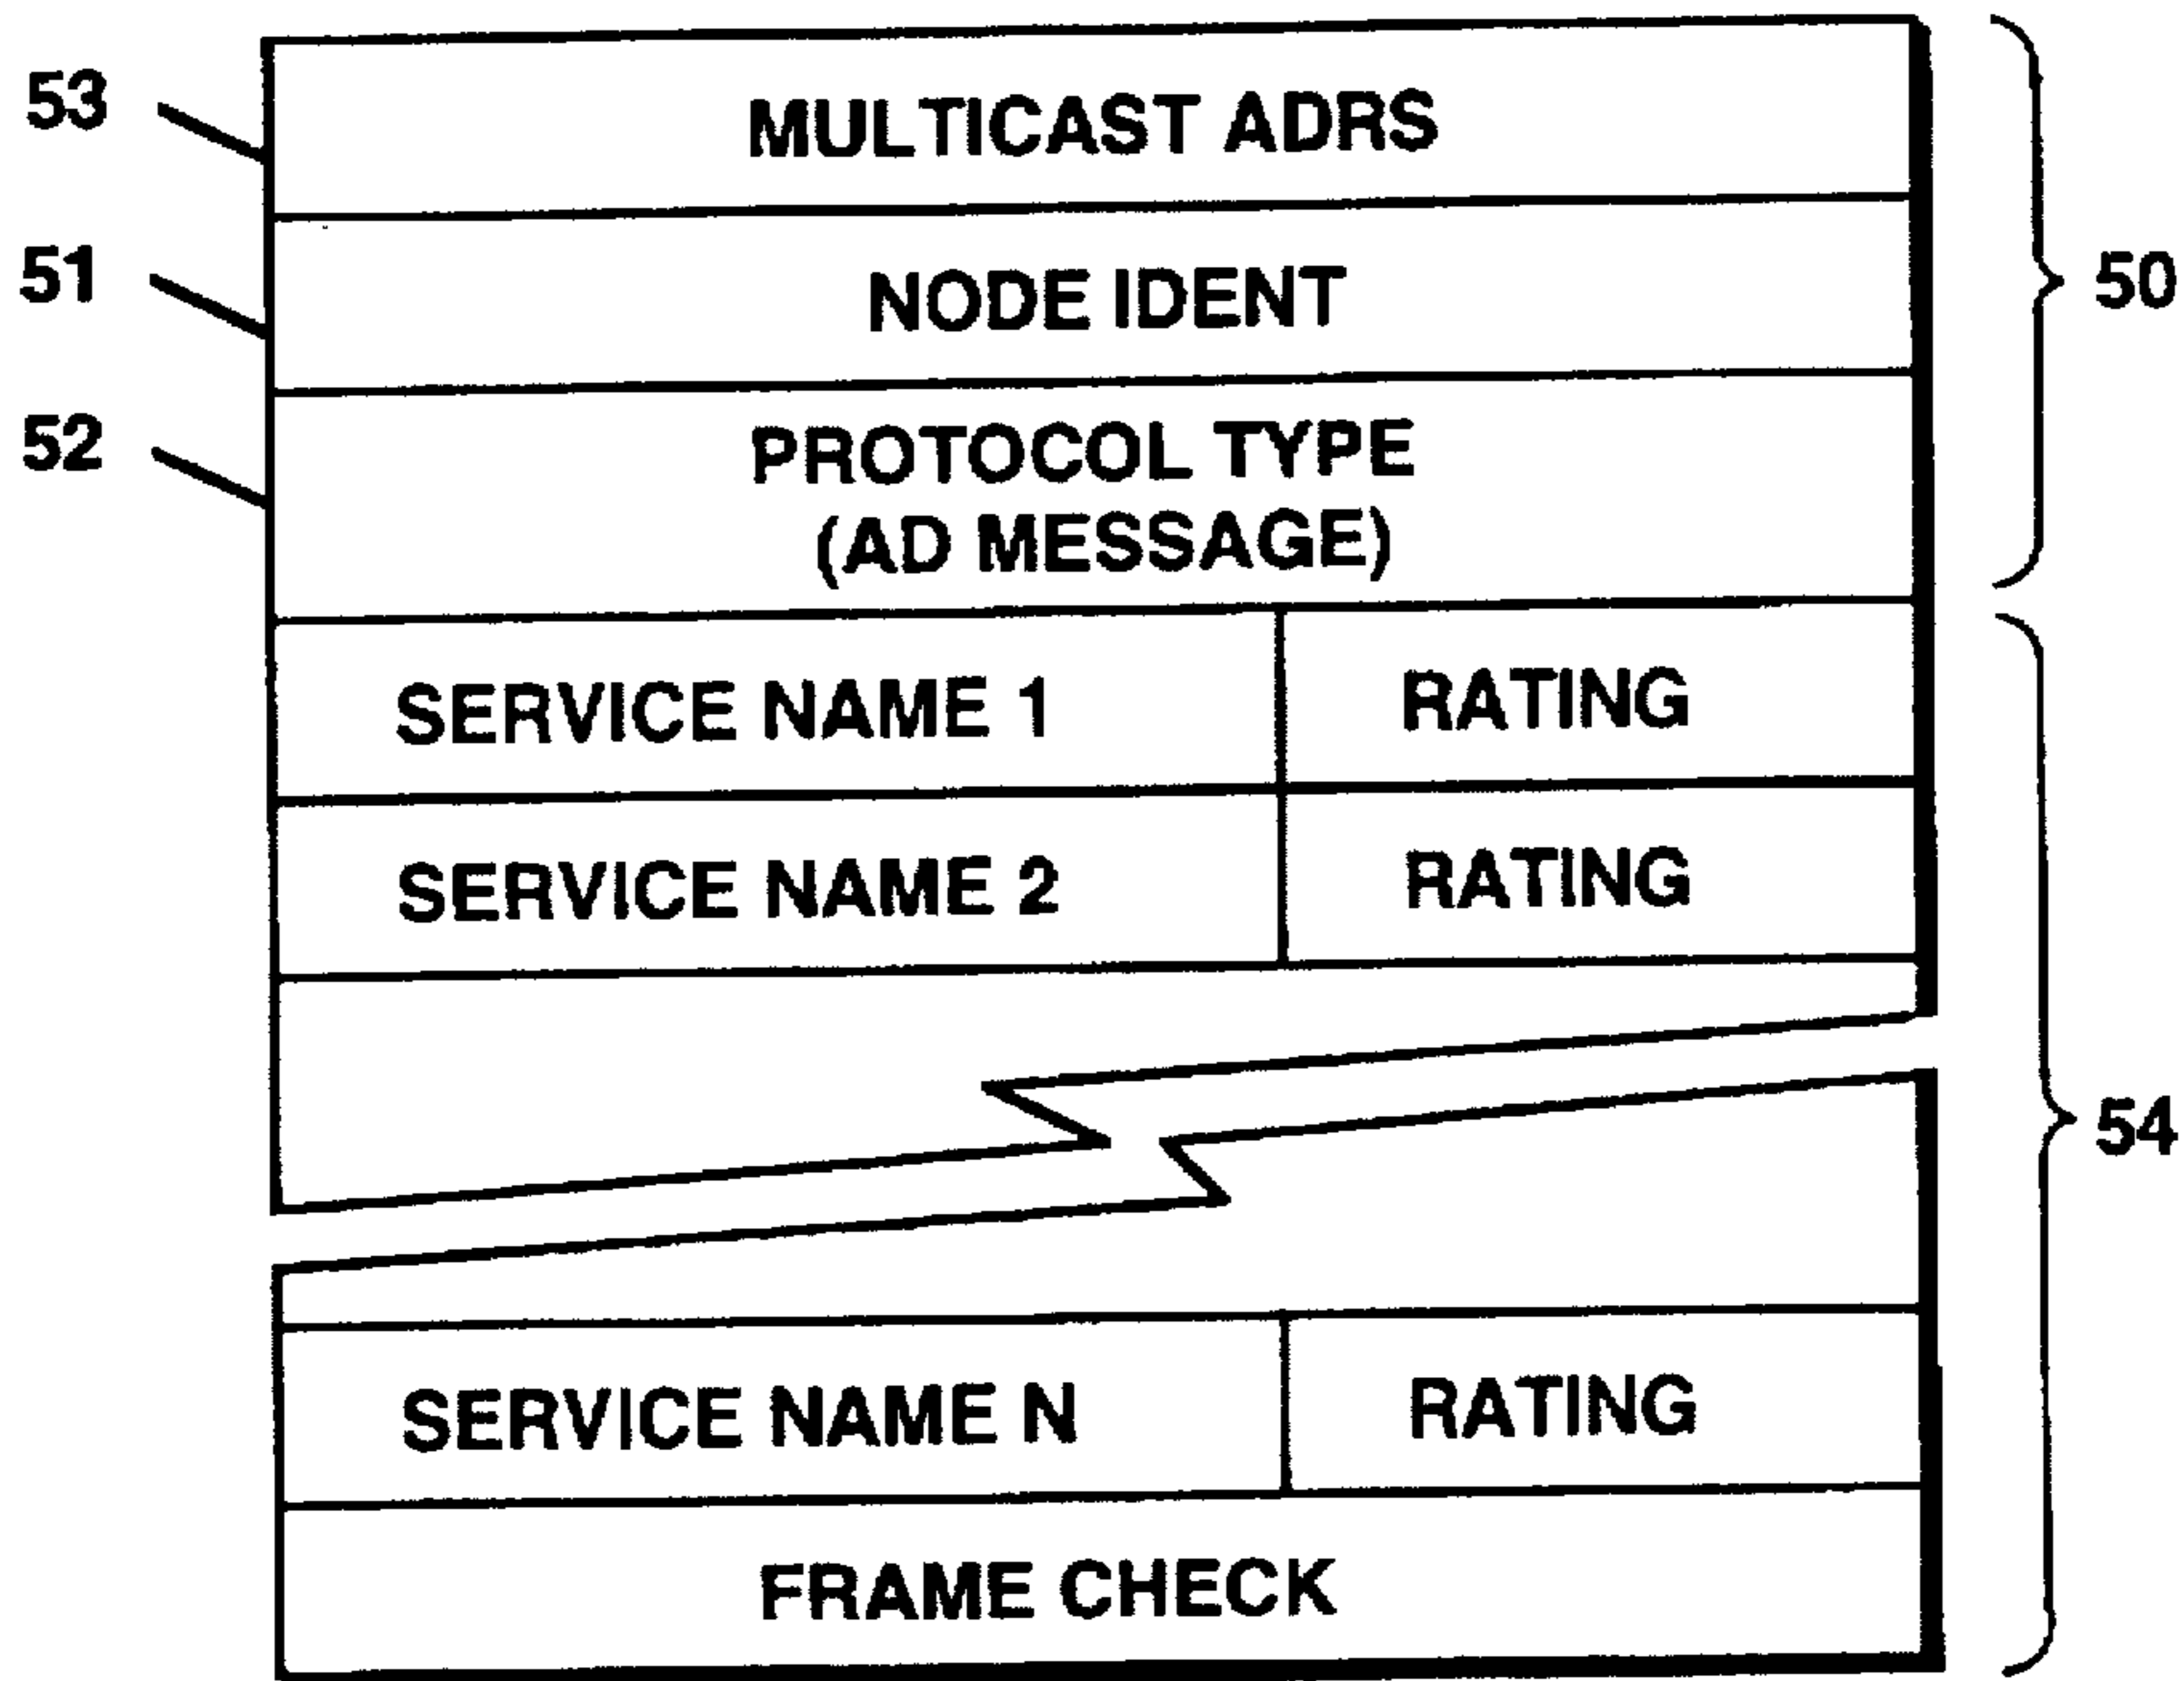 53
MULTICAST ADRS
51
NODE IDENT
50
52
PROTOCOL TYPE
(AD MESSAGE)
SERVICE NAME 1 RATING
SERVICE NAME 2 RATING
54
SERVICE NAME N RATING
FRAME CHECK